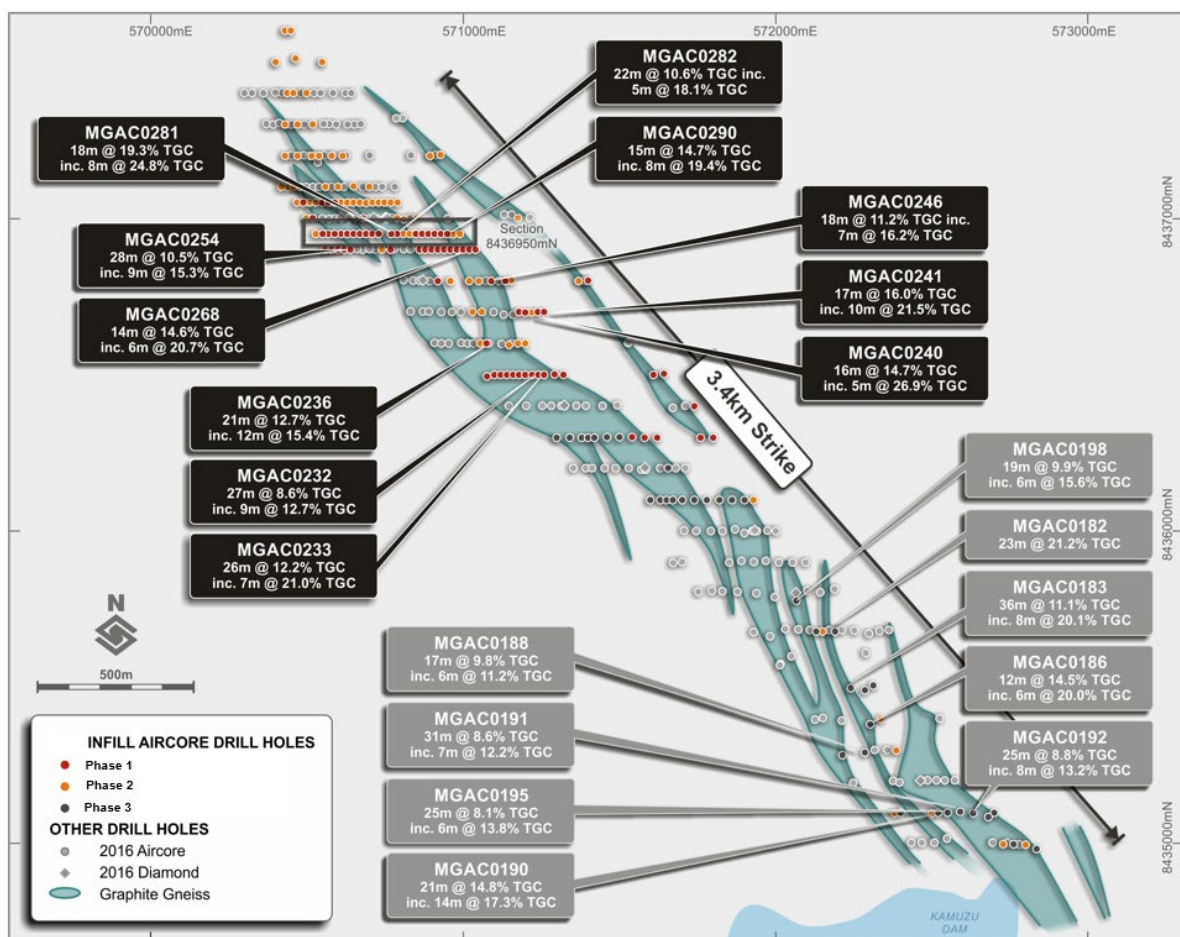 570000mE
571000mE
572000mE
573000mE
MGAC0282
22m @ 10.6% TGC inc.
5m @ 18.1% TGC
MGAC0281
18m @ 19.3% TGC
inc. 8m @ 24.8% TGC
MGAC0290
15m @ 14.7% TGC
inc. 8m @ 19.4% TGC
MGAC0246
18m @ 11.2% TGC inc.
7m @ 16.2% TGC
8437000mN
Section
8436950mN
MGAC0254
28m @ 10.5% TGC
inc. 9m @ 15.3% TGC
MGAC0241
17m @ 16.0% TGC
inc. 10m @ 21.5% TGC
MGAC0268
14m @ 14.6% TGC
inc. 6m @ 20.7% TGC
MGAC0240
16m @ 14.7% TGC
inc. 5m @ 26.9% TGC
MGAC0236
21m @ 12.7% TGC
inc. 12m @ 15.4% TGC
3.4km Strike
MGAC0232
27m @ 8.6% TGC
inc. 9m @ 12.7% TGC
MGAC0198
19m @ 9.9% TGC
inc. 6m @ 15.6% TGC
MGAC0233
26m @ 12.2% TGC
inc. 7m @ 21.0% TGC
MGAC0182
23m @ 21.2% TGC
8436000mN
MGAC0183
36m @ 11.1% TGC
inc. 8m @ 20.1% TGC
N
500m
MGAC0188
17m @ 9.8% TGC
inc. 6m @ 11.2% TGC
MGAC0186
12m @ 14.5% TGC
inc. 6m @ 20.0% TGC
MGAC0191
31m @ 8.6% TGC
inc. 7m @ 12.2% TGC
MGAC0192
25m @ 8.8% TGC
inc. 8m @ 13.2% TGC
MGAC0195
25m @ 8.1% TGC
inc. 6m @ 13.8% TGC
MGAC0190
21m @ 14.8% TGC
inc. 14m @ 17.3% TGC
8435000mN
INFILL AIRCORE DRILL HOLES
Phase 1
Phase 2
Phase 3
OTHER DRILL HOLES
2016 Aircore
2016 Diamond
Graphite Gneiss
KAMUZU
DAM